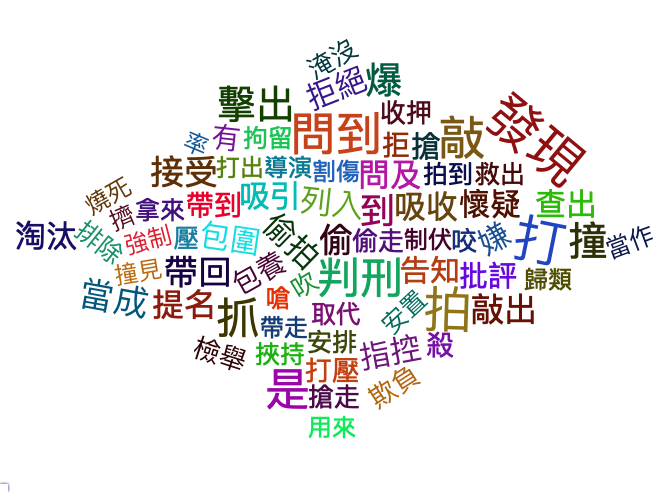 淹沒
拒絕
爆
擊出
收押
發現
率
有
拘留
問到
拒
搶
敲
接受
打出
導演
割傷
問及
拍到
救出
燒死
擠
拿來
帶到
吸引
列入
到
吸收
懷疑
查出
淘汰
排除
強制
壓
包圍
偷拍
偷
偷走
制伏
咬
嫌
打
撞
當作
撞見
帶回
包養
吹
判刑
告知
批評
歸類
當成
提名
抓
嗆
取代
安置
拍
敲出
帶走
安排
檢舉
挾持
打壓
指控
殺
是
搶走
欺負
用來